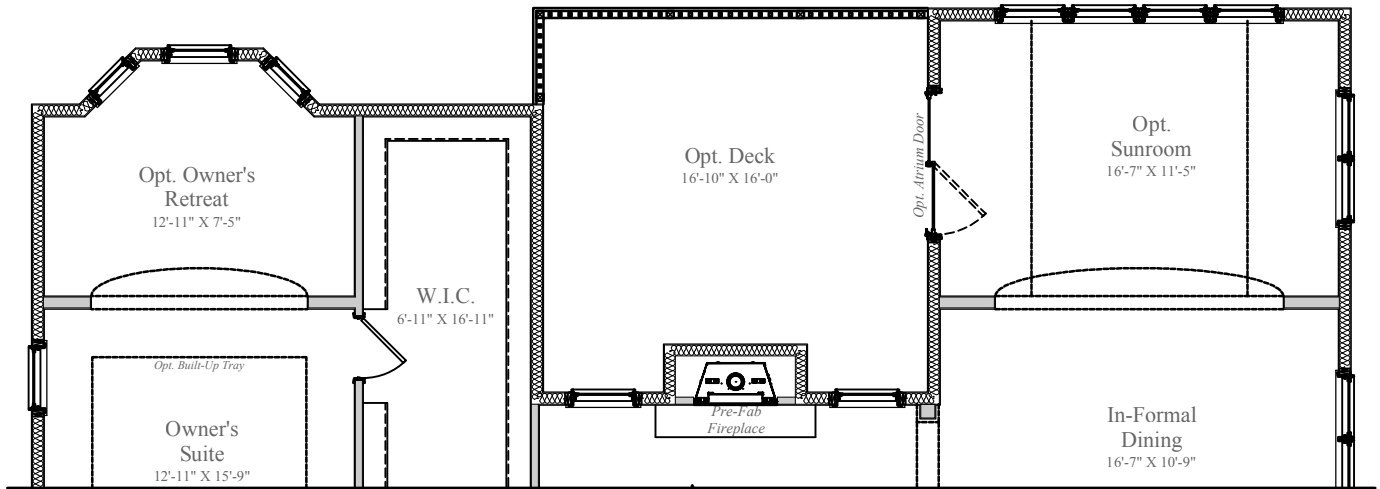 Opt. Owner's
Retreat
12'-11" X 7'-5"
W.I.C.
6'-11" X 16'-11"
Opt. Built-Up Tray
Owner's
Suite
12'-11" X 15'-9"
Opt. Deck
16'-10" X 16'-0"
Pre-Fab
Fireplace
Opt. Atrium Door
Opt.
Sunroom
16'-7" X 11'-5"
In-Formal
Dining
16'-7" X 10'-9"